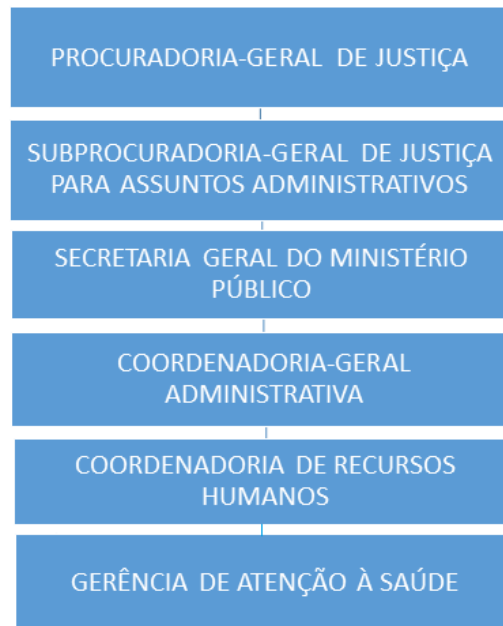 PROCURADORIA-GERAL DE JUSTIÇA
SUBPROCURADORIA-GERAL DE JUSTIÇA
PARA ASSUNTOS ADMINISTRATIVOS
SECRETARIA GERAL DO MINISTÉRIO
PÚBLICO
COORDENADORIA-GERAL
ADMINISTRATIVA
COORDENADORIA DE RECURSOS
HUMANOS
GERÊNCIA DE ATENÇÃO À SAÚDE